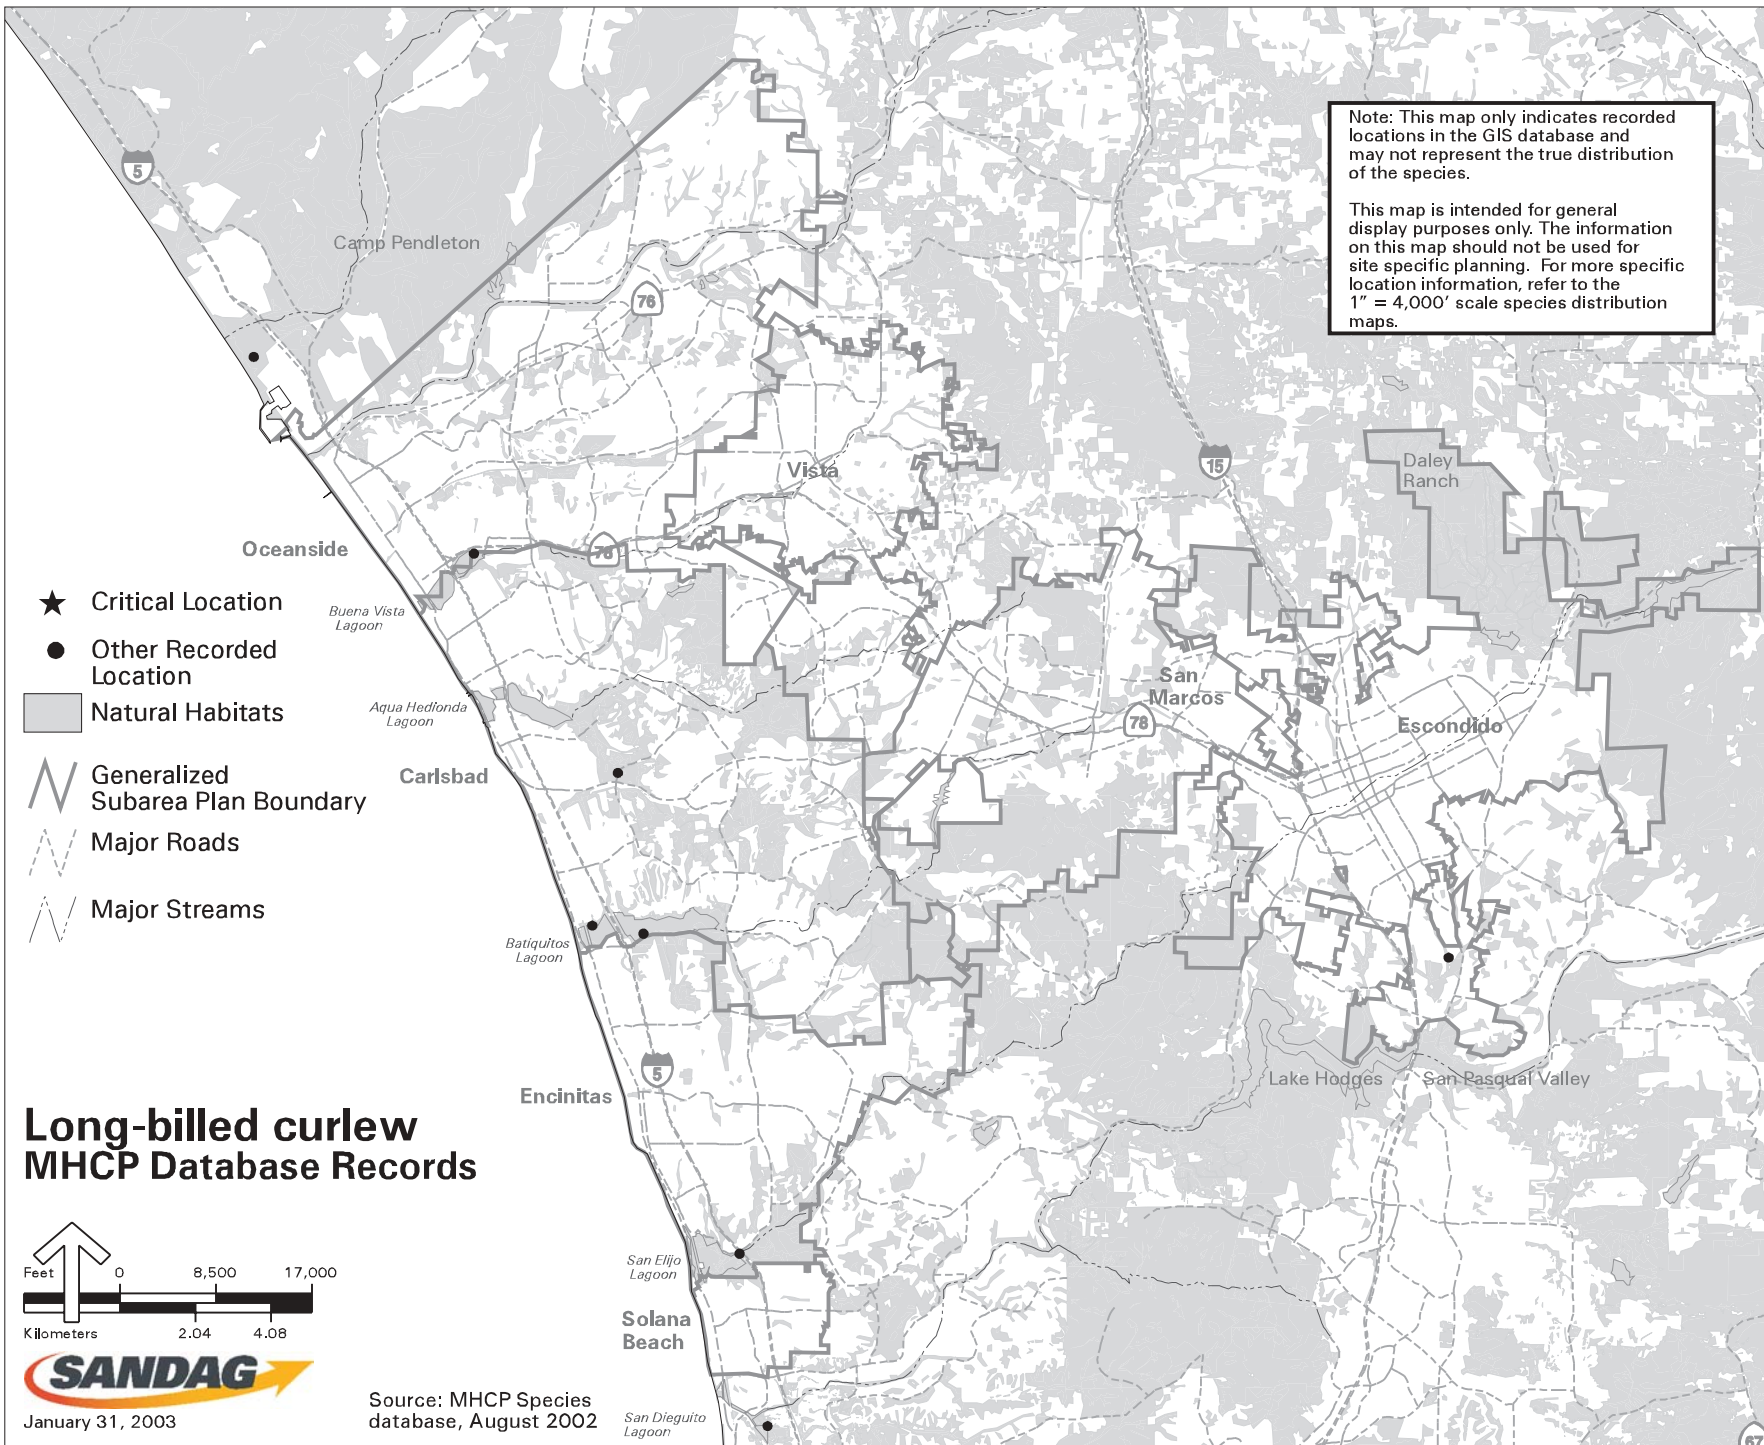 Note: This map only indicates recorded
locations in the GIS database and
may not represent the true distribution
of the species.
This map is intended for general
display purposes only. The information
on this map should not be used for
site specific planning. For more specific
location information, refer to the
1" = 4,000' scale species distribution
maps.
5
Camp Pendleton
76
15
Daley
Ranch
Vista
Oceanside
78
Buena Vista
Lagoon
Critical Location
Other Recorded
Location
Natural Habitats
Generalized
Subarea Plan Boundary
Major Roads
Major Streams
San
Marcos
78
Escondido
Aqua Hedionda
Lagoon
Carlsbad
Batiquitos
Lagoon
5
Encinitas
Lake Hodges
San Pasqual Valley
Long-billed curlew
MHCP Database Records
San Elijo
Lagoon
Solana
Beach
Feet
0
8,500
17,000
Kilometers
2.04
4.08
SANDAG
January 31, 2003
Source: MHCP Species
database, August 2002
San Dieguito
Lagoon
67